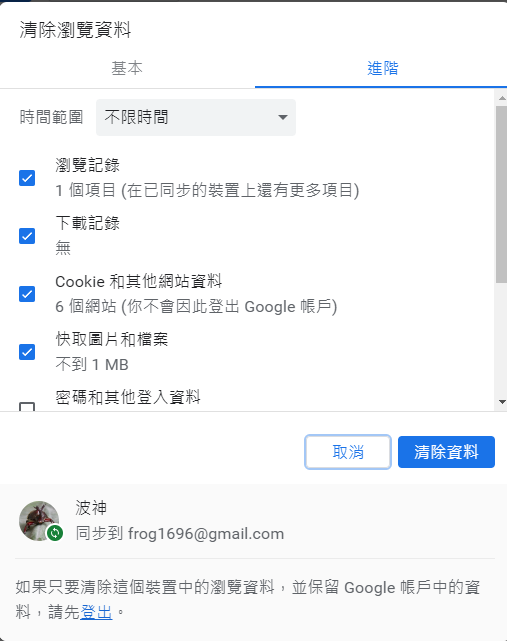 清除瀏覽資料
基本
進階
時間範圍
不限時間
瀏覽記錄
1 個項目 (在已同步的裝置上還有更多項目)
下載記錄
無
Cookie 和其他網站資料
6 個網站 (你不會因此登出 Google 帳戶)
快取圖片和檔案
不到 1 MB
密碼和其他登入資料
取消
清除資料
波神
同步到 frog1696@gmail.com
如果只要清除這個裝置中的瀏覽資料，並保留 Google 帳戶中的資
料，請先登出。